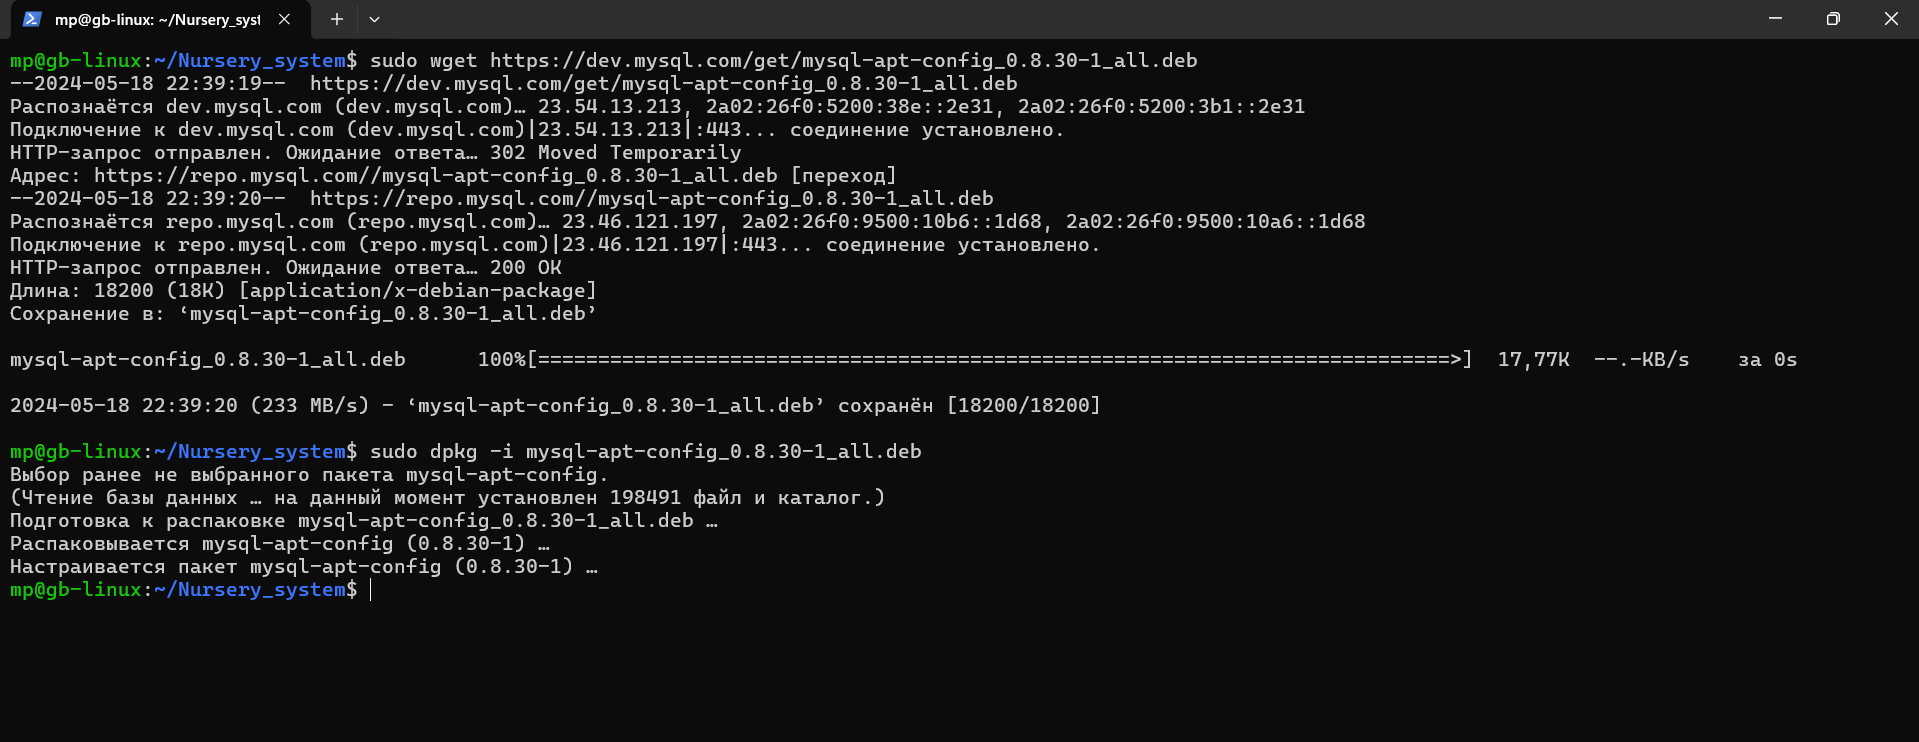 mp@gb-linux: ~/Nursery_syst
mp@gb-linux:~/Nursery_system$ sudo wget https://dev.mysql.com/get/mysql-apt-config_0.8.30-1_all.deb
--2024-05-18 22:39:19--  https://dev.mysql.com/get/mysql-apt-config_0.8.30-1_all.deb
Распознаётся dev.mysql.com (dev.mysql.com)… 23.54.13.213, 2a02:26f0:5200:38e::2e31, 2a02:26f0:5200:3b1::2e31
Подключение к dev.mysql.com (dev.mysql.com)|23.54.13.213|:443... соединение установлено.
HTTP-запрос отправлен. Ожидание ответа… 302 Moved Temporarily
Адрес: https://repo.mysql.com//mysql-apt-config_0.8.30-1_all.deb [переход]
--2024-05-18 22:39:20--  https://repo.mysql.com//mysql-apt-config_0.8.30-1_all.deb
Распознаётся repo.mysql.com (repo.mysql.com)… 23.46.121.197, 2a02:26f0:9500:10b6::1d68, 2a02:26f0:9500:10a6::1d68
Подключение к repo.mysql.com (repo.mysql.com)|23.46.121.197|:443... соединение установлено.
HTTP-запрос отправлен. Ожидание ответа… 200 OK
Длина: 18200 (18K) [application/x-debian-package]
Сохранение в: ‘mysql-apt-config_0.8.30-1_all.deb’
mysql-apt-config_0.8.30-1_all.deb      100%[============================================================================>]  17,77K  --.-KB/s    за 0s
2024-05-18 22:39:20 (233 MB/s) - ‘mysql-apt-config_0.8.30-1_all.deb’ сохранён [18200/18200]
mp@gb-linux:~/Nursery_system$ sudo dpkg -i mysql-apt-config_0.8.30-1_all.deb
Выбор ранее не выбранного пакета mysql-apt-config.
(Чтение базы данных … на данный момент установлен 198491 файл и каталог.)
Подготовка к распаковке mysql-apt-config_0.8.30-1_all.deb …
Распаковывается mysql-apt-config (0.8.30-1) …
Настраивается пакет mysql-apt-config (0.8.30-1) …
mp@gb-linux:~/Nursery_system$